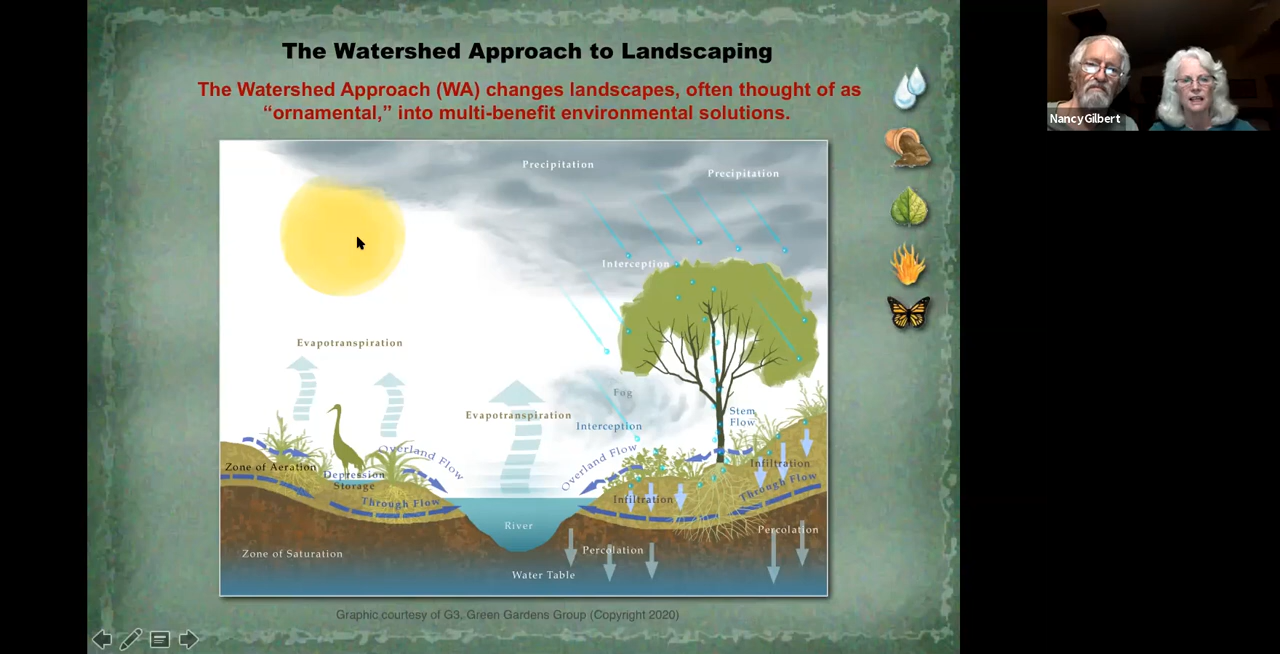 The Watershed Approach to Landscaping
The Watershed Approach (WA) changes landscapes, often thought of as
“ornamental,” into multi-benefit environmental solutions.
Nancy Gilbert
Precipitation
Precipitation
Interception
Evapotranspiration
Fog
Evapotranspiration
Interception
Stem
Flow
Overland Flow
Overland Flow
Zone of Aeration
Depression
Storage
Infiltration
Through Flow
Infiltration
Through Flow
River
Percolation
Zone of Saturation
Percolation
Water Table
Graphic courtesy of G3, Green Gardens Group (Copyright 2020)